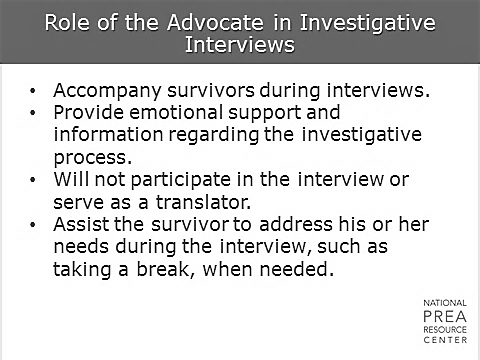 Role of the Advocate in Investigative
Interviews
• Accompany survivors during interviews.
• Provide emotional support and
information regarding the investigative
process.
• Will not participate in the interview or
serve as a translator.
• Assist the survivor to address his or her
needs during the interview, such as
taking a break, when needed.
NATIONAL
PREA
RESOURCE
CENTER